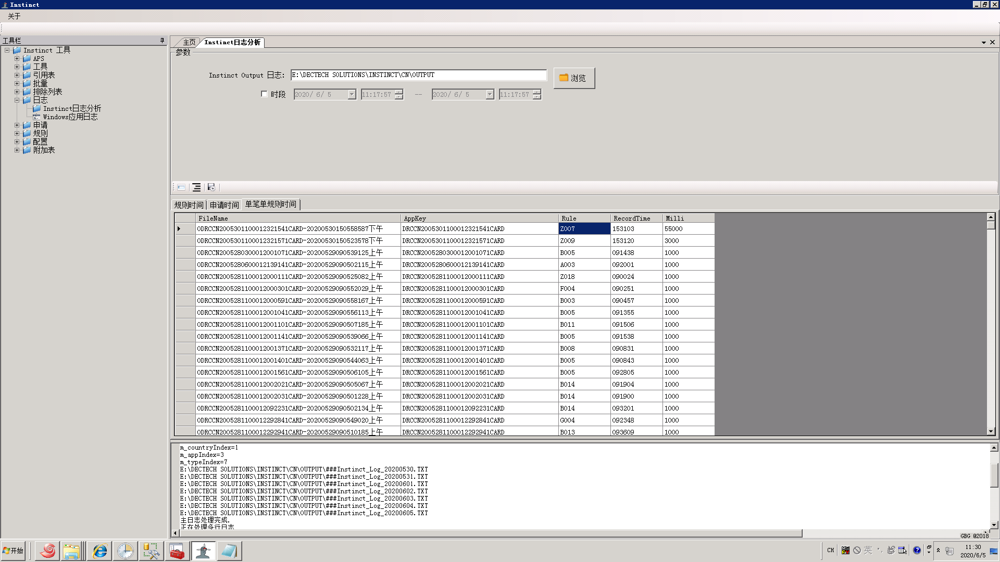 Instinct
关于
工具栏
Instinct 工具
APS
工具
引用表
批量
排除列表
日志
Instinct日志分析
Windows应用日志
申请
规则
配置
附加表
主页 Instinct日志分析
参数
Instinct Output 日志: E:\DECTECH SOLUTIONS\INSTINCT\CN\OUTPUT 浏览
时段 2020/ 6/ 5 11:17:57 -- 2020/ 6/ 5 11:17:57
规则时间 申请时间 单笔单规则时间
FileName AppKey Rule RecordTime Milli
ODRCCN2005301100012321541CARD-20200530150558587下午 DRCCN2005301100012321541CARD Z007 153103 55000
ODRCCN2005301100012321571CARD-20200530150523578下午 DRCCN2005301100012321571CARD Z009 153120 3000
ODRCCN2005280300012001071CARD-20200529090539125上午 DRCCN2005280300012001071CARD B005 091438 1000
ODRCCN2005280600012139141CARD-20200529090502115上午 DRCCN2005280600012139141CARD A003 092001 1000
ODRCCN2005281100012000111CARD-20200529090525082上午 DRCCN2005281100012000111CARD Z018 090024 1000
ODRCCN2005281100012000301CARD-20200529090552029上午 DRCCN2005281100012000301CARD F004 090251 1000
ODRCCN2005281100012000591CARD-20200529090558167上午 DRCCN2005281100012000591CARD B003 090457 1000
ODRCCN2005281100012001041CARD-20200529090556113上午 DRCCN2005281100012001041CARD B005 091355 1000
ODRCCN2005281100012001101CARD-20200529090507185上午 DRCCN2005281100012001101CARD B011 091506 1000
ODRCCN2005281100012001141CARD-20200529090539066上午 DRCCN2005281100012001141CARD B005 091538 1000
ODRCCN2005281100012001371CARD-20200529090532117上午 DRCCN2005281100012001371CARD B008 090831 1000
ODRCCN2005281100012001401CARD-20200529090544063上午 DRCCN2005281100012001401CARD B005 090843 1000
ODRCCN2005281100012001561CARD-20200529090506105上午 DRCCN2005281100012001561CARD B005 092805 1000
ODRCCN2005281100012002021CARD-20200529090505067上午 DRCCN2005281100012002021CARD B014 091904 1000
ODRCCN2005281100012002031CARD-20200529090501228上午 DRCCN2005281100012002031CARD B014 091900 1000
ODRCCN2005281100012092231CARD-20200529090502134上午 DRCCN2005281100012092231CARD B014 093201 1000
ODRCCN2005281100012292841CARD-20200529090549020上午 DRCCN2005281100012292841CARD G004 092348 1000
ODRCCN2005281100012292941CARD-20200529090510185上午 DRCCN2005281100012292941CARD B013 093609 1000
m_countryIndex=1
m_appIndex=3
m_typeIndex=7
E:\DECTECH SOLUTIONS\INSTINCT\CN\OUTPUT\###Instinct_Log_20200530.TXT
E:\DECTECH SOLUTIONS\INSTINCT\CN\OUTPUT\###Instinct_Log_20200531.TXT
E:\DECTECH SOLUTIONS\INSTINCT\CN\OUTPUT\###Instinct_Log_20200601.TXT
E:\DECTECH SOLUTIONS\INSTINCT\CN\OUTPUT\###Instinct_Log_20200602.TXT
E:\DECTECH SOLUTIONS\INSTINCT\CN\OUTPUT\###Instinct_Log_20200603.TXT
E:\DECTECH SOLUTIONS\INSTINCT\CN\OUTPUT\###Instinct_Log_20200604.TXT
E:\DECTECH SOLUTIONS\INSTINCT\CN\OUTPUT\###Instinct_Log_20200605.TXT
主日志处理完成.
正在处理多行日志
GBG @2018
开始 CH 英 11:30
2020/6/5